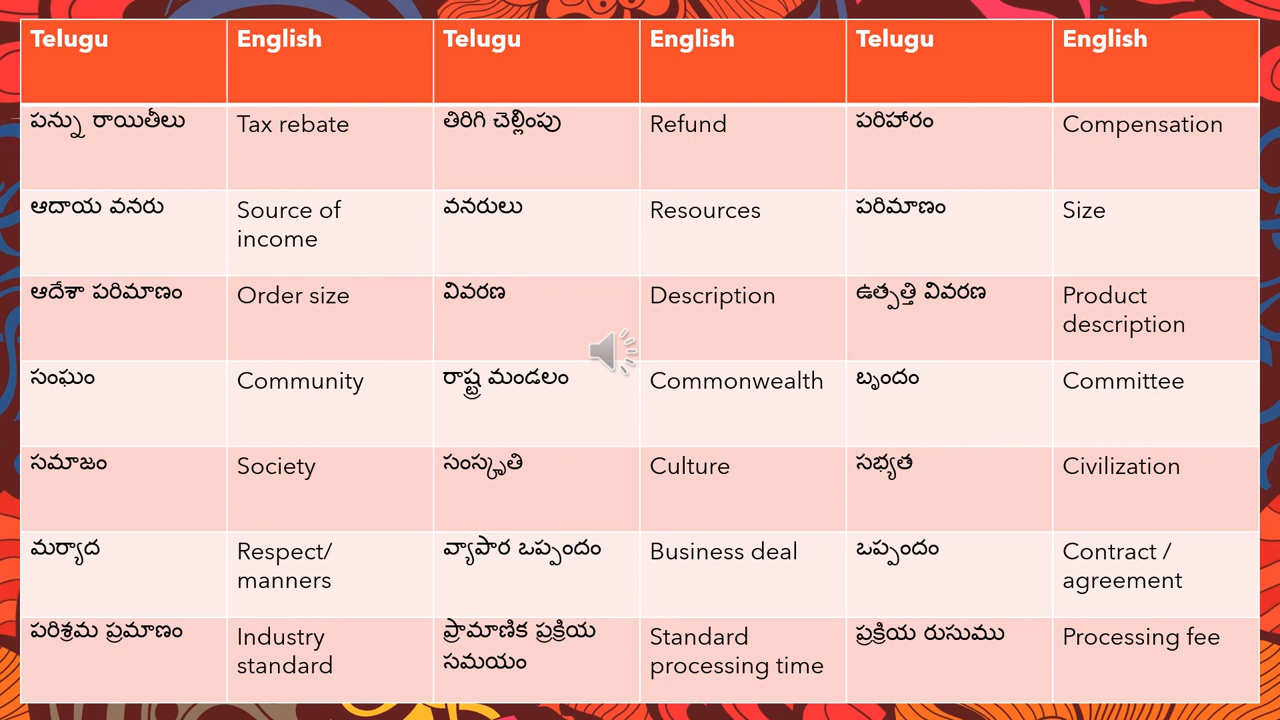 Telugu English Telugu English Telugu English
పన్ను రాయితీలు Tax rebate తిరిగి చెల్లింపు Refund పరిహారం Compensation
ఆదాయ వనరు Source of income వనరులు Resources పరిమాణం Size
ఆదేశా పరిమాణం Order size వివరణ Description ఉత్పత్తి వివరణ Product description
సంఘం Community రాష్ట్ర మండలం Commonwealth బృందం Committee
సమాజం Society సంస్కృతి Culture సభ్యత Civilization
మర్యాద Respect/ manners వ్యాపార ఒప్పందం Business deal ఒప్పందం Contract / agreement
పరిశ్రమ ప్రమాణం Industry standard ప్రామాణిక ప్రక్రియ సమయం Standard processing time ప్రక్రియ రుసుము Processing fee